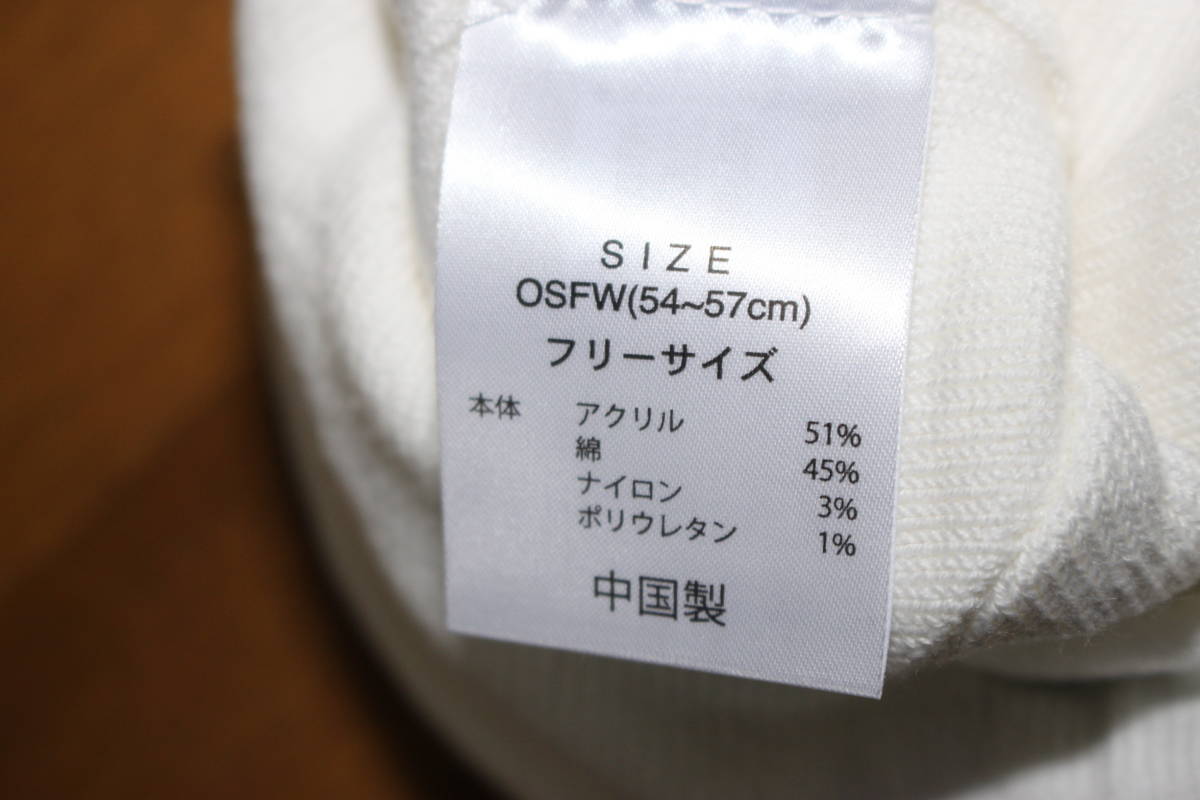 SIZE
OSFW(54~57cm)
フリーサイズ
本体 アクリル 51%
綿 45%
ナイロン 3%
ポリウレタン 1%
中国製